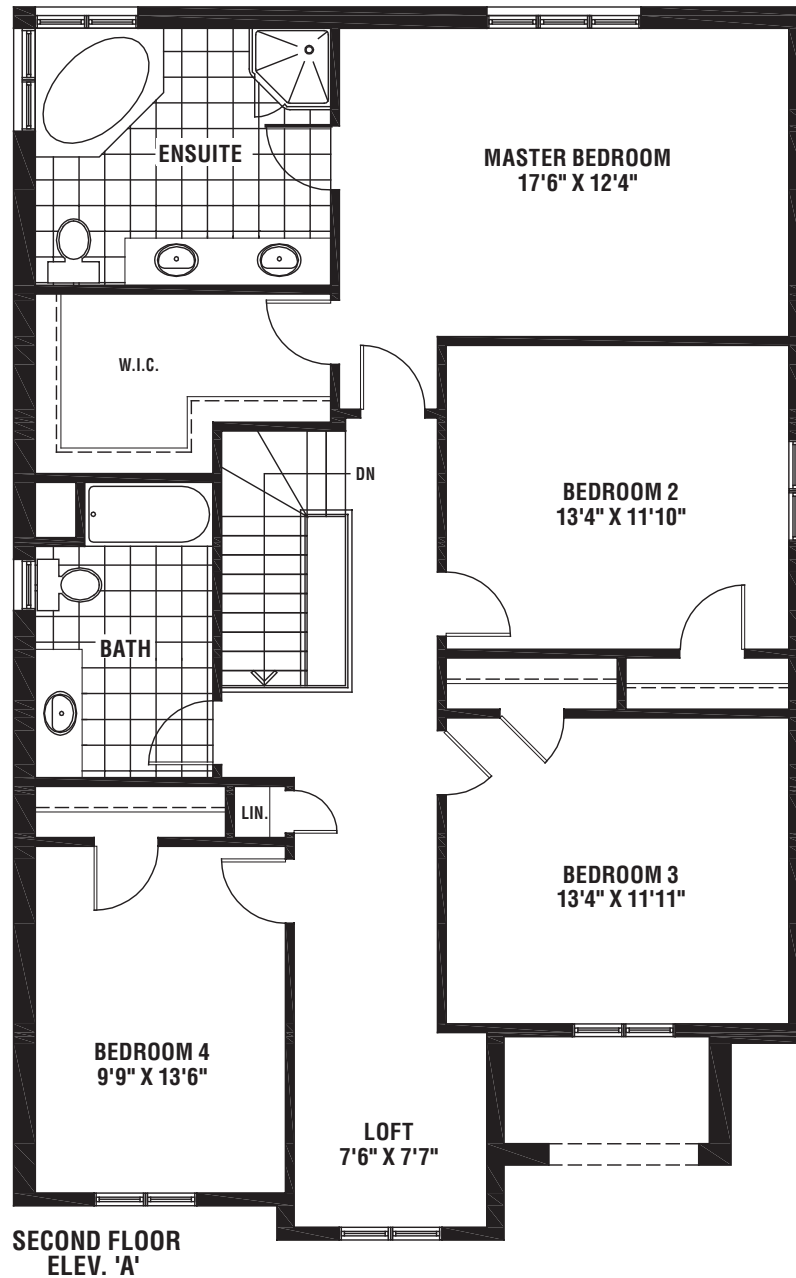 ENSUITE
MASTER BEDROOM
17'6" X 12'4"
W.I.C.
DN
BEDROOM 2
13'4" X 11'10"
BATH
LIN.
BEDROOM 3
13'4" X 11'11"
BEDROOM 4
9'9" X 13'6"
LOFT
7'6" X 7'7"
SECOND FLOOR
ELEV. 'A'